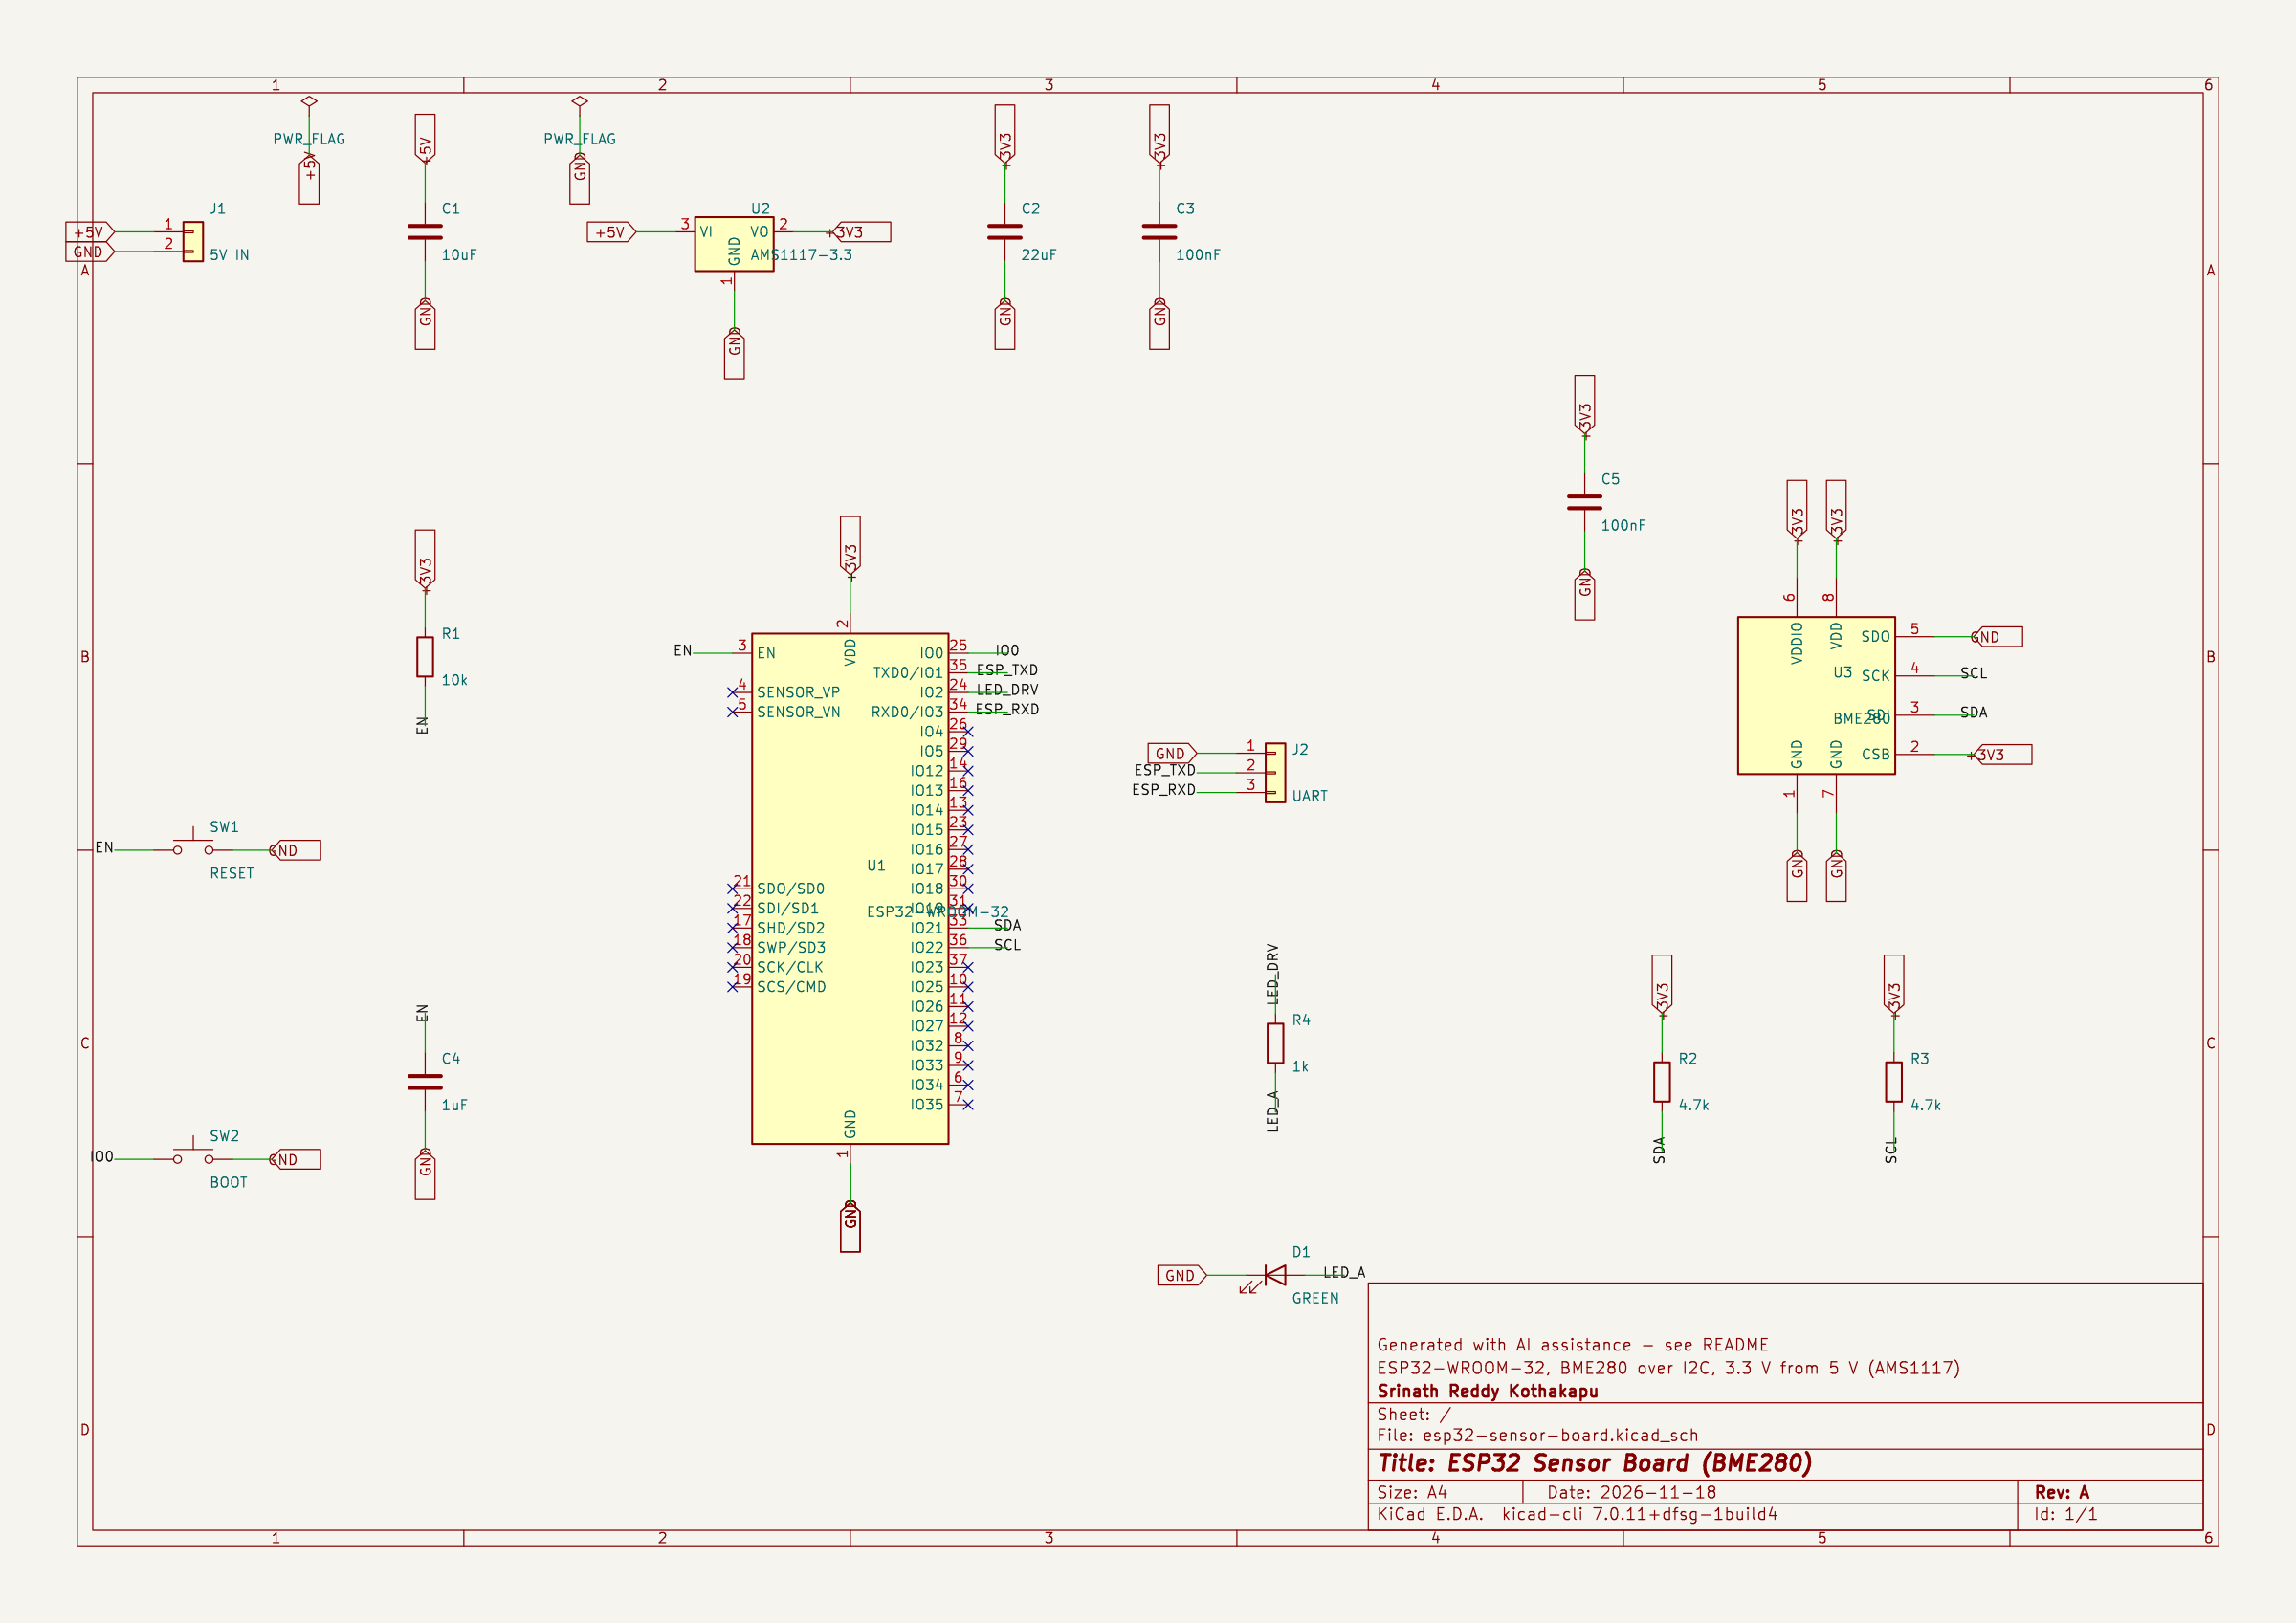 1 2 3 4 5 6
PWR_FLAG
+5V
+5V
PWR_FLAG
GND
+3V3
+3V3
J1
+5V 1
GND 2
5V IN
C1
10uF
GND
U2
+5V 3 VI VO 2 +3V3
GND
AMS1117-3.3
1
GND
C2
22uF
GND
C3
100nF
GND
A A
+3V3
C5
100nF
GND
+3V3
R1
10k
EN
+3V3
2
VDD
EN 3 EN
4 SENSOR_VP
5 SENSOR_VN
21 SDO/SD0
22 SDI/SD1
17 SHD/SD2
18 SWP/SD3
20 SCK/CLK
19 SCS/CMD
IO0 25 IO0
TXD0/IO1 35 ESP_TXD
IO2 24 LED_DRV
RXD0/IO3 34 ESP_RXD
IO4 26
IO5 29
IO12 14
IO13 16
IO14 13
IO15 23
IO16 27
IO17 28
IO18 30
IO19 31
IO21 33 SDA
IO22 36 SCL
IO23 37
IO25 10
IO26 11
IO27 12
IO32 8
IO33 9
IO34 6
IO35 7
U1
ESP32-WROOM-32
GND
1
GND
B B
J2
GND 1
ESP_TXD 2
ESP_RXD 3
UART
+3V3 +3V3
6 8
VDDIO VDD
SDO 5 GND
U3
SCK 4 SCL
SDI 3 SDA
BME280
CSB 2 +3V3
GND GND
1 7
GND GND
SW1
EN GND
RESET
EN
C4
1uF
GND
SW2
IO0 GND
BOOT
C C
LED_DRV
R4
1k
LED_A
+3V3
R2
4.7k
SDA
+3V3
R3
4.7k
SCL
D1
GND LED_A
GREEN
D D
Generated with AI assistance - see README
ESP32-WROOM-32, BME280 over I2C, 3.3 V from 5 V (AMS1117)
Srinath Reddy Kothakapu
Sheet: /
File: esp32-sensor-board.kicad_sch
Title: ESP32 Sensor Board (BME280)
Size: A4 Date: 2026-11-18 Rev: A
KiCad E.D.A. kicad-cli 7.0.11+dfsg-1build4 Id: 1/1
1 2 3 4 5 6